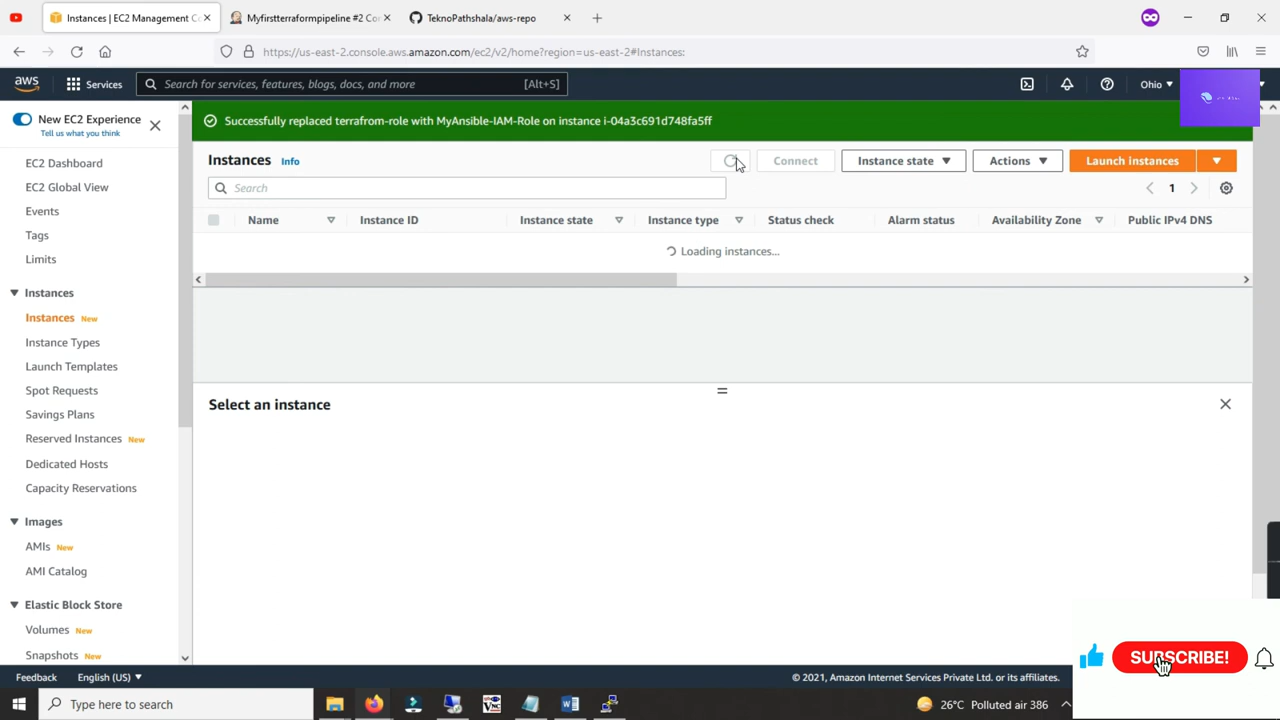 Instances | EC2 Management Co
Myfirstterraformpipeline #2 Con
TeknoPathshala/aws-repo
https://us-east-2.console.aws.amazon.com/ec2/v2/home?region=us-east-2#Instances:
aws
Services
Search for services, features, blogs, docs, and more
[Alt+S]
Ohio
New EC2 Experience
Tell us what you think
Successfully replaced terrafrom-role with MyAnsible-IAM-Role on instance i-04a3c691d748fa5ff
EC2 Dashboard
EC2 Global View
Events
Tags
Limits
Instances
Instances New
Instance Types
Launch Templates
Spot Requests
Savings Plans
Reserved Instances New
Dedicated Hosts
Capacity Reservations
Images
AMIs New
AMI Catalog
Elastic Block Store
Volumes New
Snapshots New
Instances Info
Connect
Instance state
Actions
Launch instances
Search
1
Name
Instance ID
Instance state
Instance type
Status check
Alarm status
Availability Zone
Public IPv4 DNS
Loading instances...
Select an instance
SUBSCRIBE!
Feedback
English (US)
© 2021, Amazon Internet Services Private Ltd. or its affiliates.
Type here to search
26°C Polluted air 386